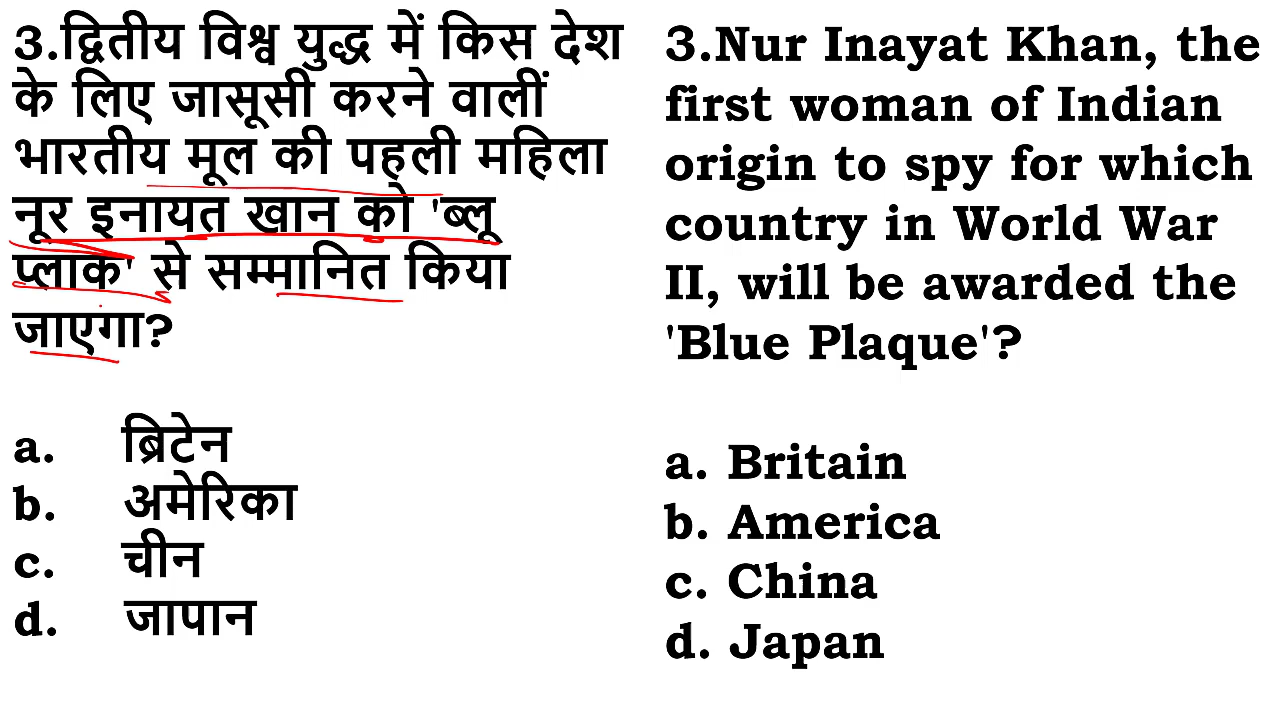 3.द्वितीय विश्व युद्ध में किस देश
के लिए जासूसी करने वालीं
भारतीय मूल की पहली महिला
नूर इनायत खान को 'ब्लू
प्लाक' से सम्मानित किया
जाएगा?
a. ब्रिटेन
b. अमेरिका
c. चीन
d. जापान
3.Nur Inayat Khan, the
first woman of Indian
origin to spy for which
country in World War
II, will be awarded the
'Blue Plaque'?
a. Britain
b. America
c. China
d. Japan